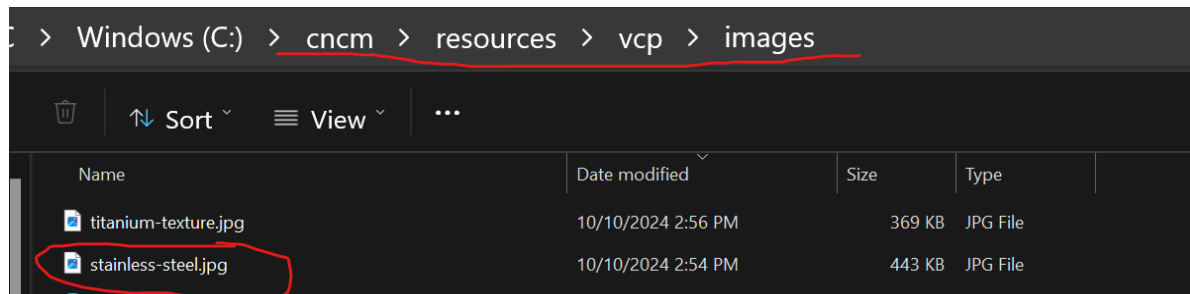 > Windows (C:) > cncm > resources > vcp > images
Sort View ...
Name Date modified Size Type
titanium-texture.jpg 10/10/2024 2:56 PM 369 KB JPG File
stainless-steel.jpg 10/10/2024 2:54 PM 443 KB JPG File